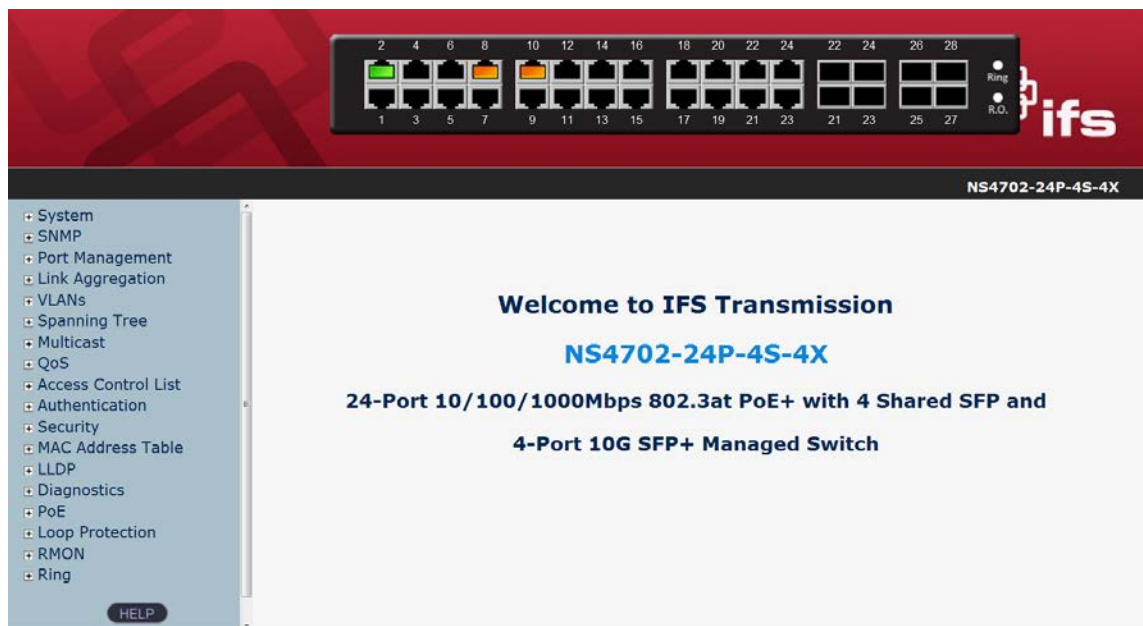 2 4 6 8 10 12 14 16 18 20 22 24 22 24 26 28
Ring
R.O.
1 3 5 7 9 11 13 15 17 19 21 23 21 23 25 27
ifs
NS4702-24P-4S-4X
System
SNMP
Port Management
Link Aggregation
VLANs
Spanning Tree
Multicast
QoS
Access Control List
Authentication
Security
MAC Address Table
LLDP
Diagnostics
PoE
Loop Protection
RMON
Ring
HELP
Welcome to IFS Transmission
NS4702-24P-4S-4X
24-Port 10/100/1000Mbps 802.3at PoE+ with 4 Shared SFP and
4-Port 10G SFP+ Managed Switch